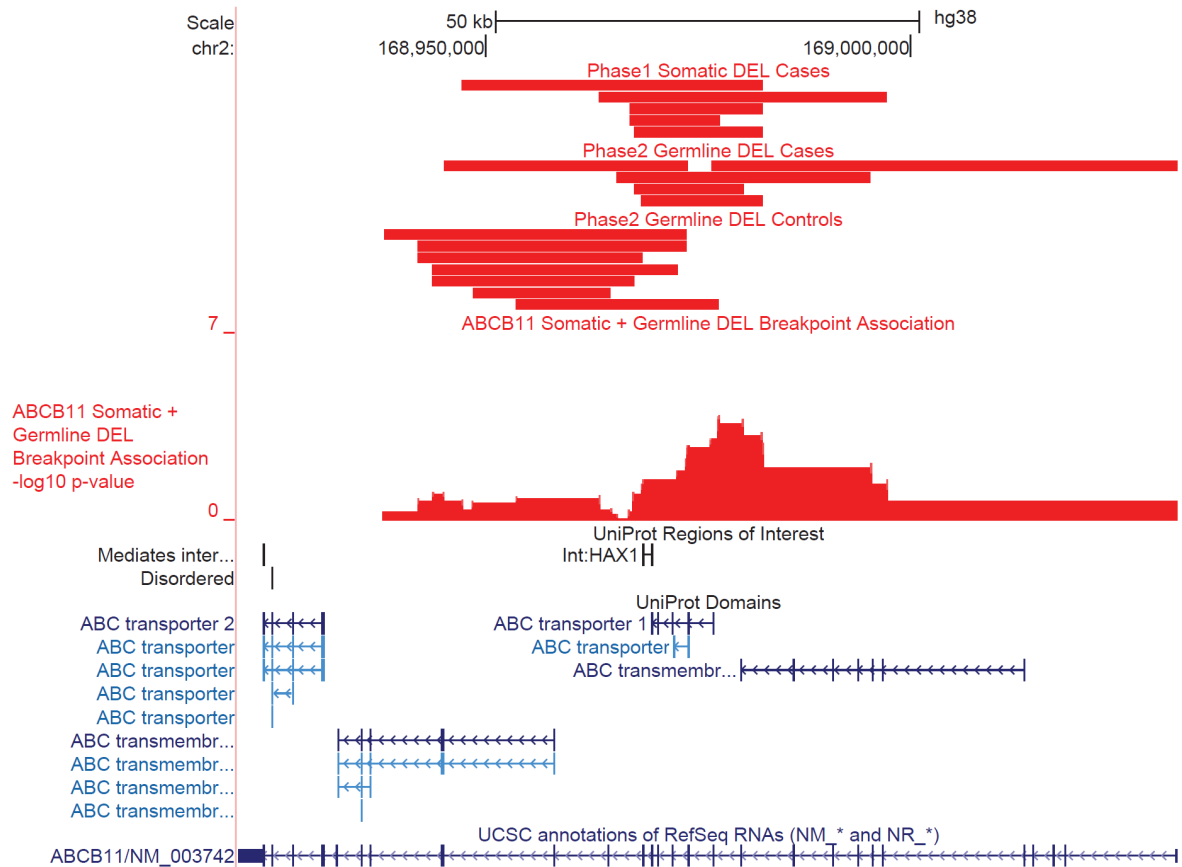 Scale 50 kb hg38
chr2: 168,950,000 169,000,000
Phase1 Somatic DEL Cases
Phase2 Germline DEL Cases
Phase2 Germline DEL Controls
ABCB11 Somatic + Germline DEL Breakpoint Association
7
ABCB11 Somatic +
Germline DEL
Breakpoint Association
-log10 p-value
0
UniProt Regions of Interest
Mediates inter... Int:HAX1
Disordered
UniProt Domains
ABC transporter 2 ABC transporter 1
ABC transporter ABC transporter
ABC transporter ABC transmembr...
ABC transporter
ABC transporter
ABC transmembr...
ABC transmembr...
ABC transmembr...
ABC transmembr...
UCSC annotations of RefSeq RNAs (NM_* and NR_*)
ABCB11/NM_003742